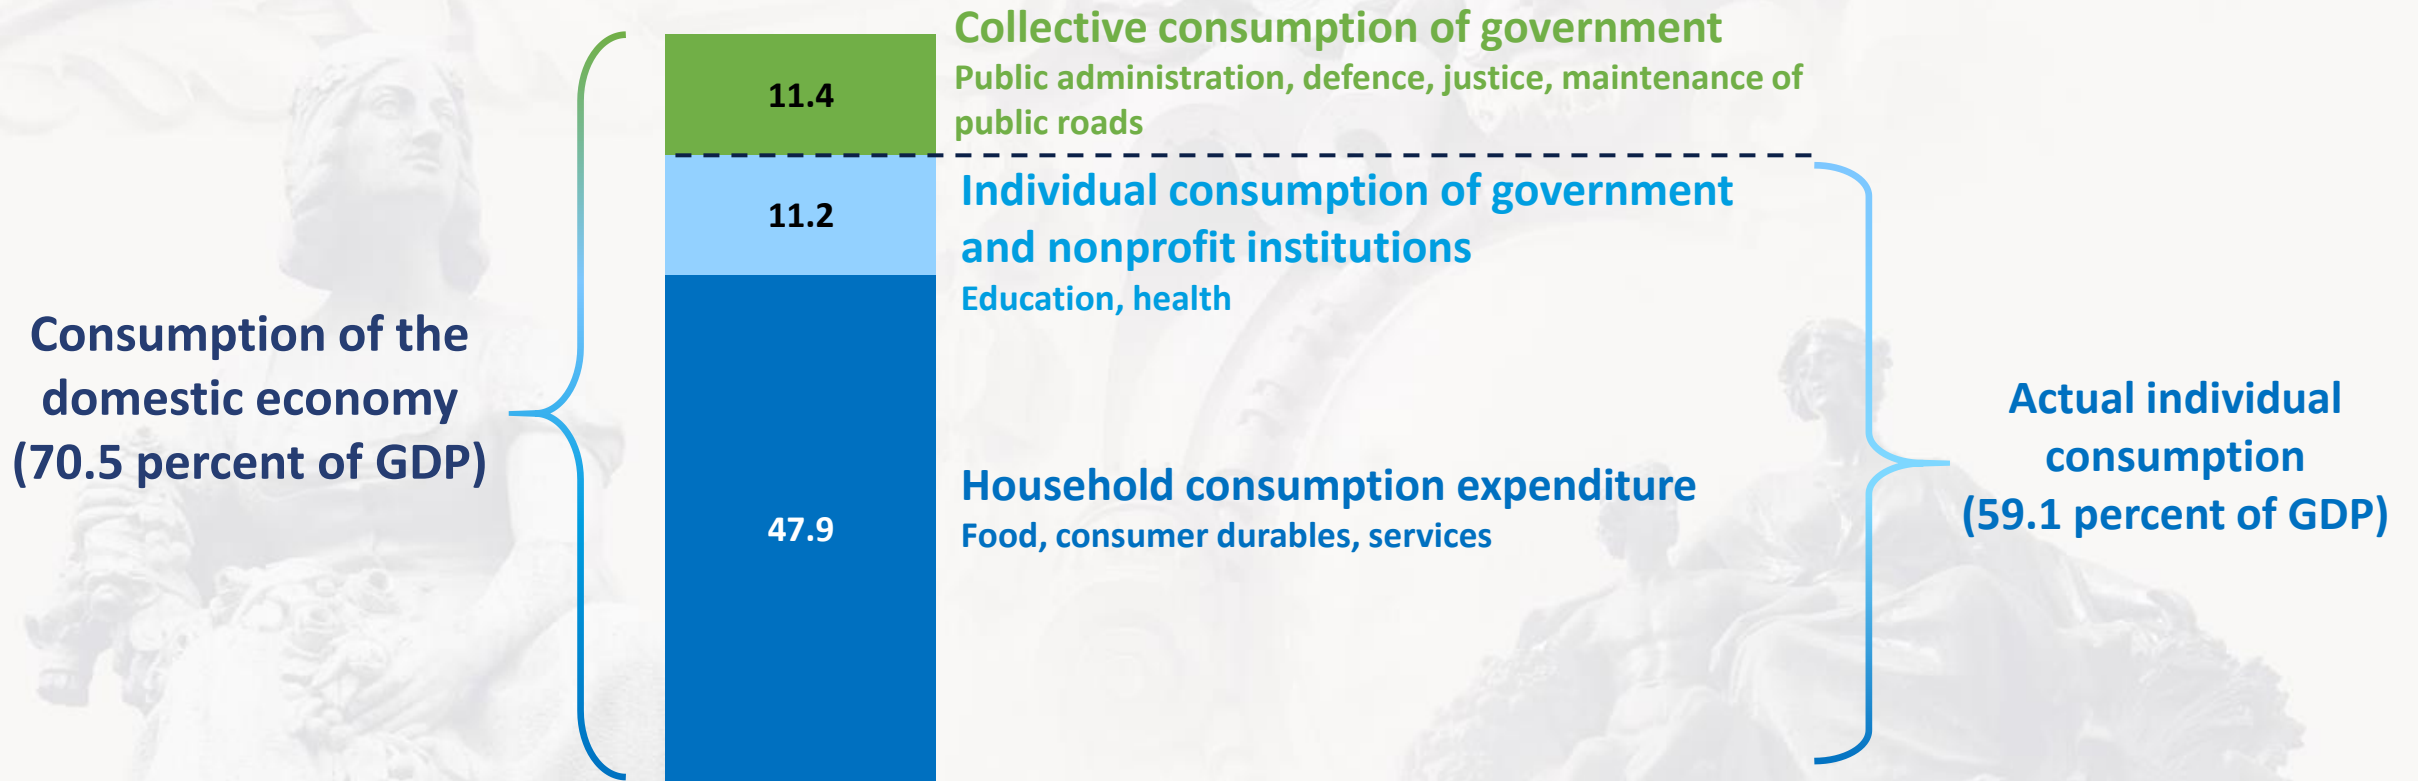 Collective consumption of government
Public administration, defence, justice, maintenance of
public roads
11.4
Individual consumption of government
and nonprofit institutions
Education, health
11.2
Consumption of the
domestic economy
(70.5 percent of GDP)
Household consumption expenditure
Food, consumer durables, services
47.9
Actual individual
consumption
(59.1 percent of GDP)